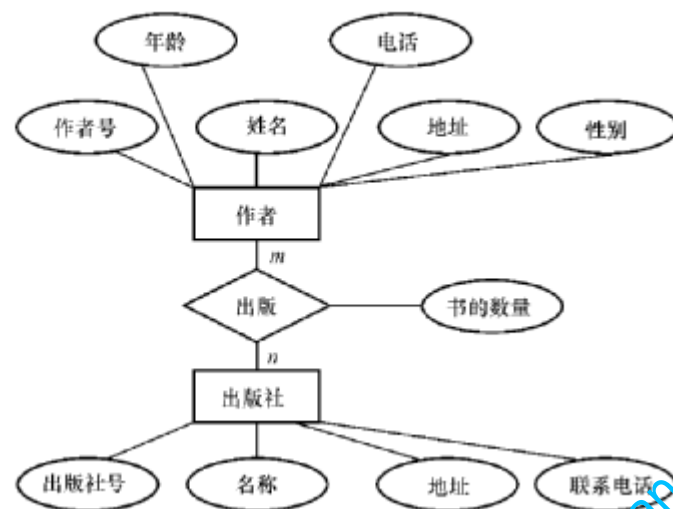 年龄
电话
作者号
姓名
地址
性别
作者
m
出版
书的数量
n
出版社
出版社号
名称
地址
联系电话